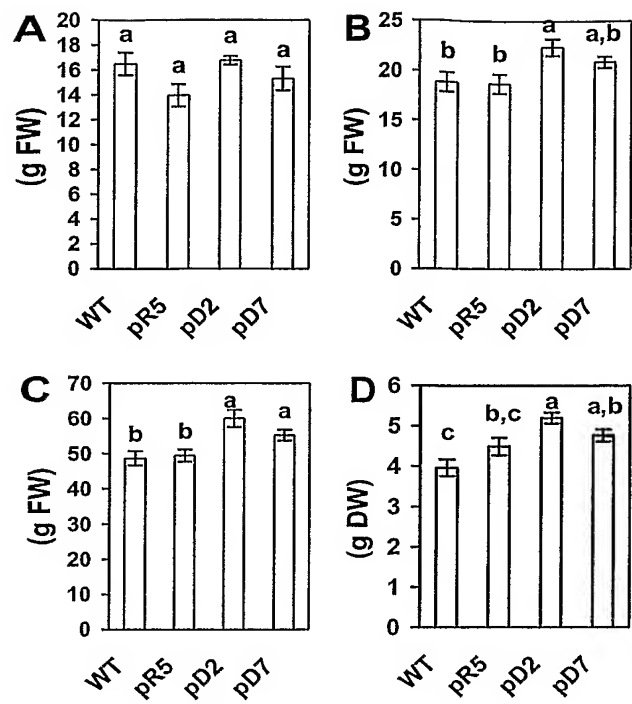 A
(g FW)
20
18
16
14
12
10
8
6
4
2
0
a
a
a
a
WT
pR5
pD2
pD7
B
(g FW)
25
20
15
10
5
0
b
b
a
a,b
WT
pR5
pD2
pD7
C
(g FW)
70
60
50
40
30
20
10
0
b
b
a
a
WT
pR5
pD2
pD7
D
(g DW)
6
5
4
3
2
1
0
c
b,c
a
a,b
WT
pR5
pD2
pD7